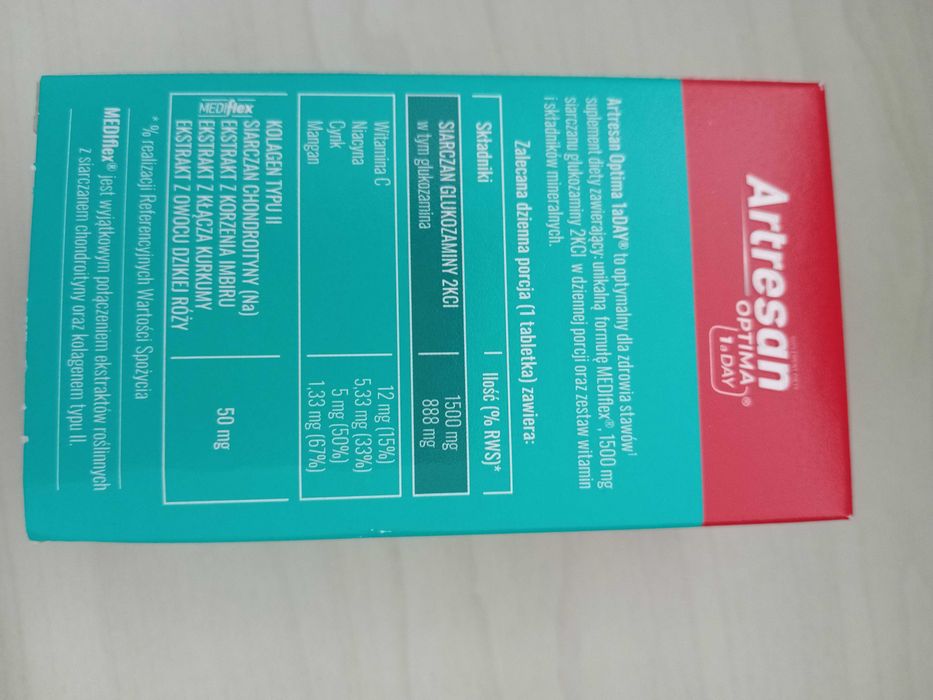 Artresan
OPTIMA
1aDAY®
Artresan Optima 1aDAY® to optymalny dla zdrowia stawów¹
suplement diety zawierający: unikalną formułę MEDIflex®, 1500 mg
siarczanu glukozaminy 2KCl w dziennej porcji oraz zestaw witamin
i składników mineralnych.
Zalecana dzienna porcja (1 tabletka) zawiera:
Składniki | Ilość (% RWS)*
SIARCZAN GLUKOZAMINY 2KCl 1500 mg
w tym glukozamina 888 mg
Witamina C 12 mg (15%)
Niacyna 5,33 mg (33%)
Cynk 5 mg (50%)
Mangan 1,33 mg (67%)
MEDIflex
KOLAGEN TYPU II
SIARCZAN CHONDROITYNY (Na)
EKSTRAKT Z KORZENIA IMBIRU 50 mg
EKSTRAKT Z KŁĄCZA KURKUMY
EKSTRAKT Z OWOCU DZIKIEJ RÓŻY
* % realizacji Referencyjnych Wartości Spożycia
MEDIflex® jest wyjątkowym połączeniem ekstraktów roślinnych
z siarczanem chondroityny oraz kolagenem typu II.